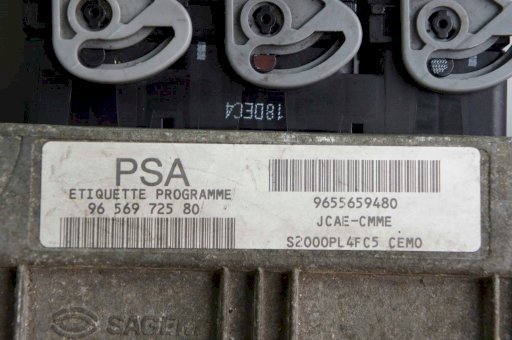 18DEC4
PSA
ETIQUETTE PROGRAMME
96 569 725 80
9655659480
JCAE-CMME
S2000PL4FC5 CEMO
SAGEM